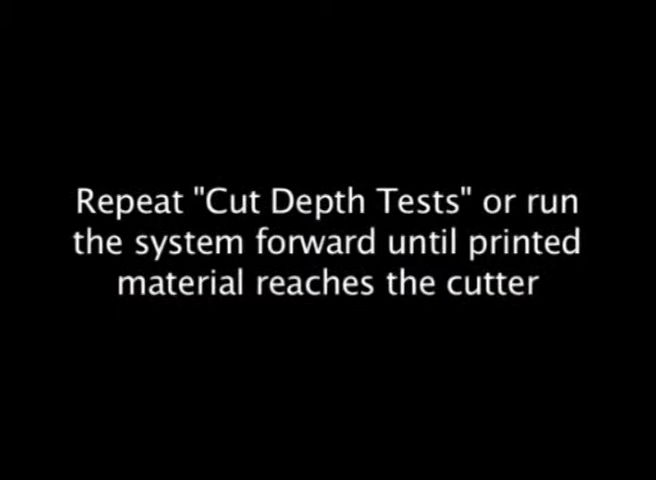 Repeat "Cut Depth Tests" or run
the system forward until printed
material reaches the cutter